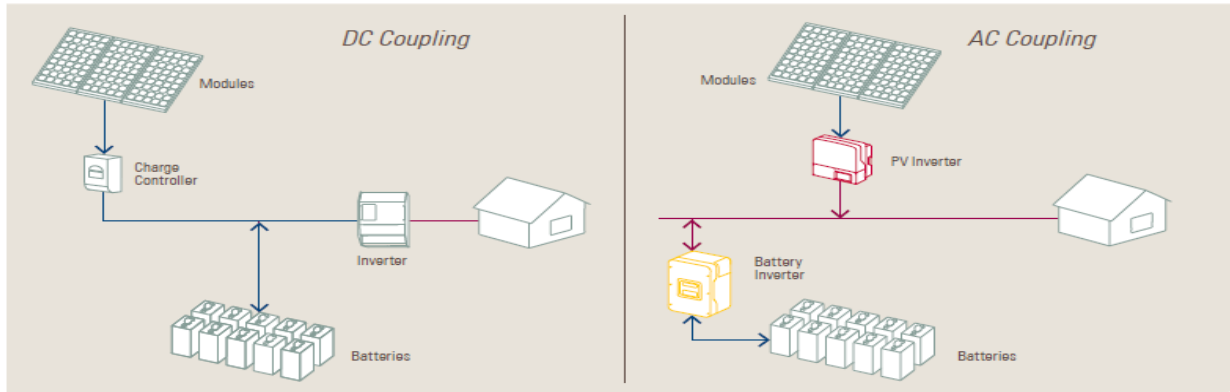 DC Coupling
Modules
Charge
Controller
Inverter
Batteries
AC Coupling
Modules
PV Inverter
Battery
Inverter
Batteries